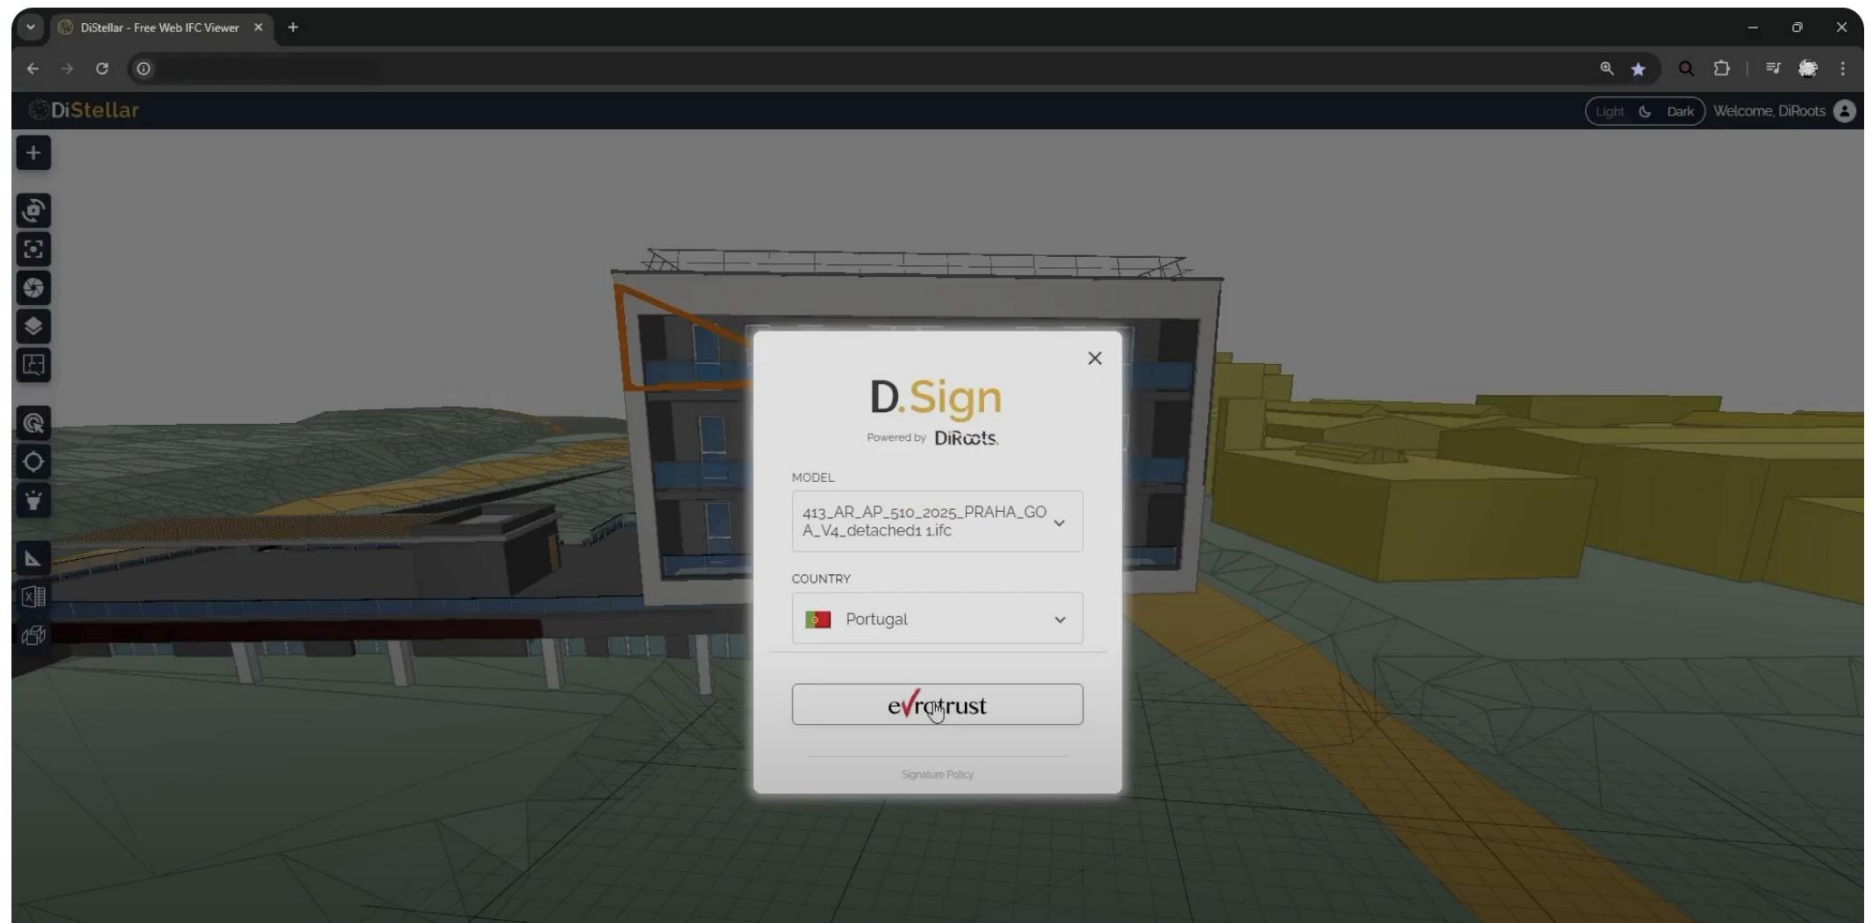 DiStellar - Free Web IFC Viewer
DiStellar
Light Dark Welcome, DiRoots
D.Sign
Powered by DiRoots.
MODEL
413_AR_AP_510_2025_PRAHA_GO
A_V4_detached1 1.ifc
COUNTRY
Portugal
evrotrust
Signature Policy